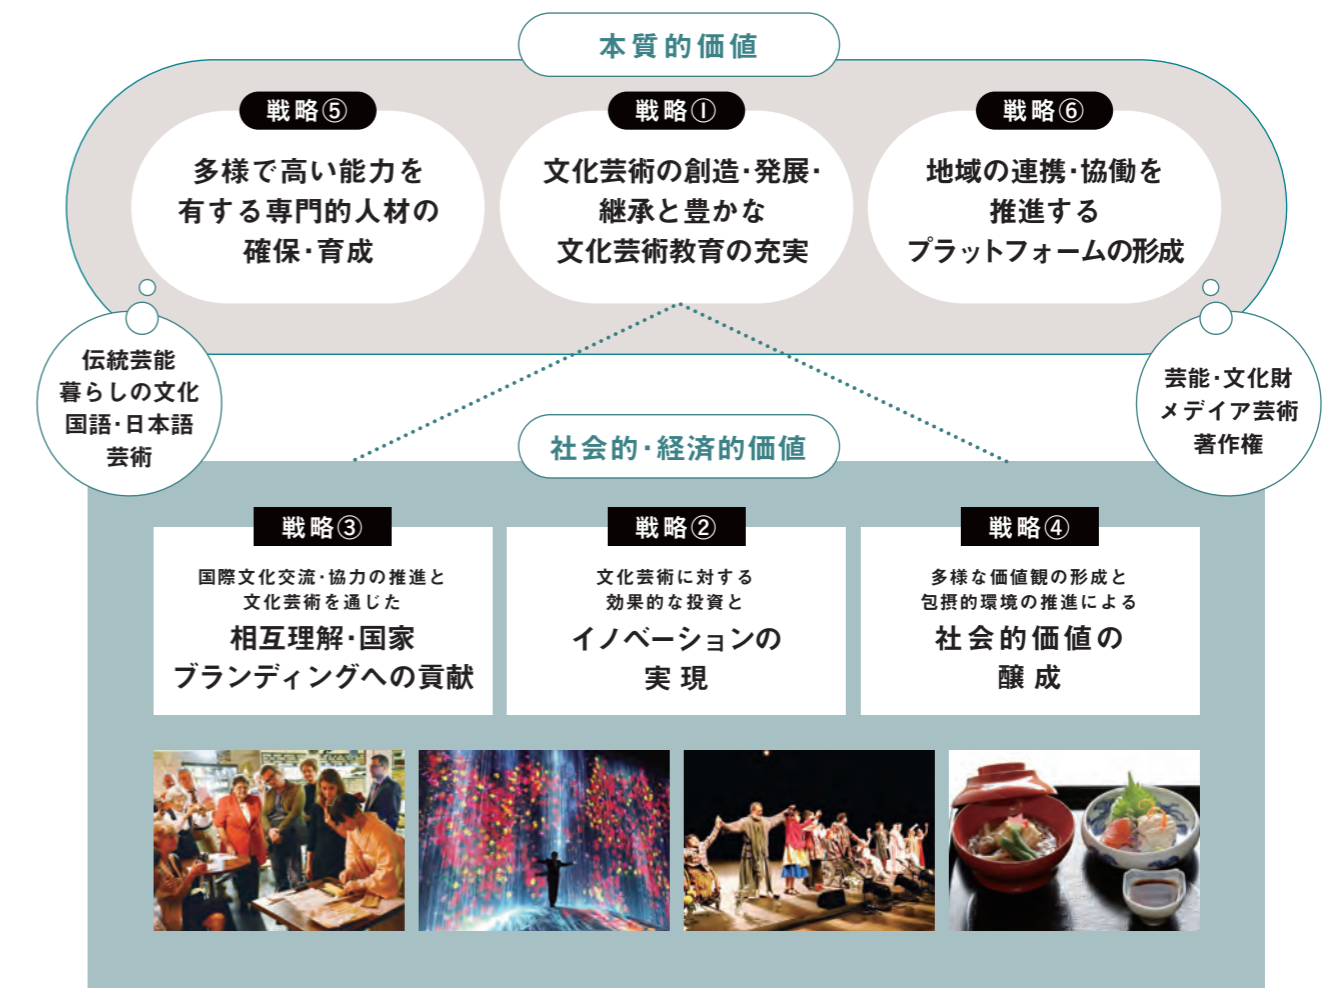 本質的価値
戦略⑤
多様で高い能力を
有する専門的人材の
確保・育成
戦略①
文化芸術の創造・発展・
継承と豊かな
文化芸術教育の充実
戦略⑥
地域の連携・協働を
推進する
プラットフォームの形成
伝統芸能
暮らしの文化
国語・日本語
芸術
芸能・文化財
メデイア芸術
著作権
社会的・経済的価値
戦略③
国際文化交流・協力の推進と
文化芸術を通じた
相互理解・国家
ブランディングへの貢献
戦略②
文化芸術に対する
効果的な投資と
イノベーションの
実現
戦略④
多様な価値観の形成と
包摂的環境の推進による
社会的価値の
醸成